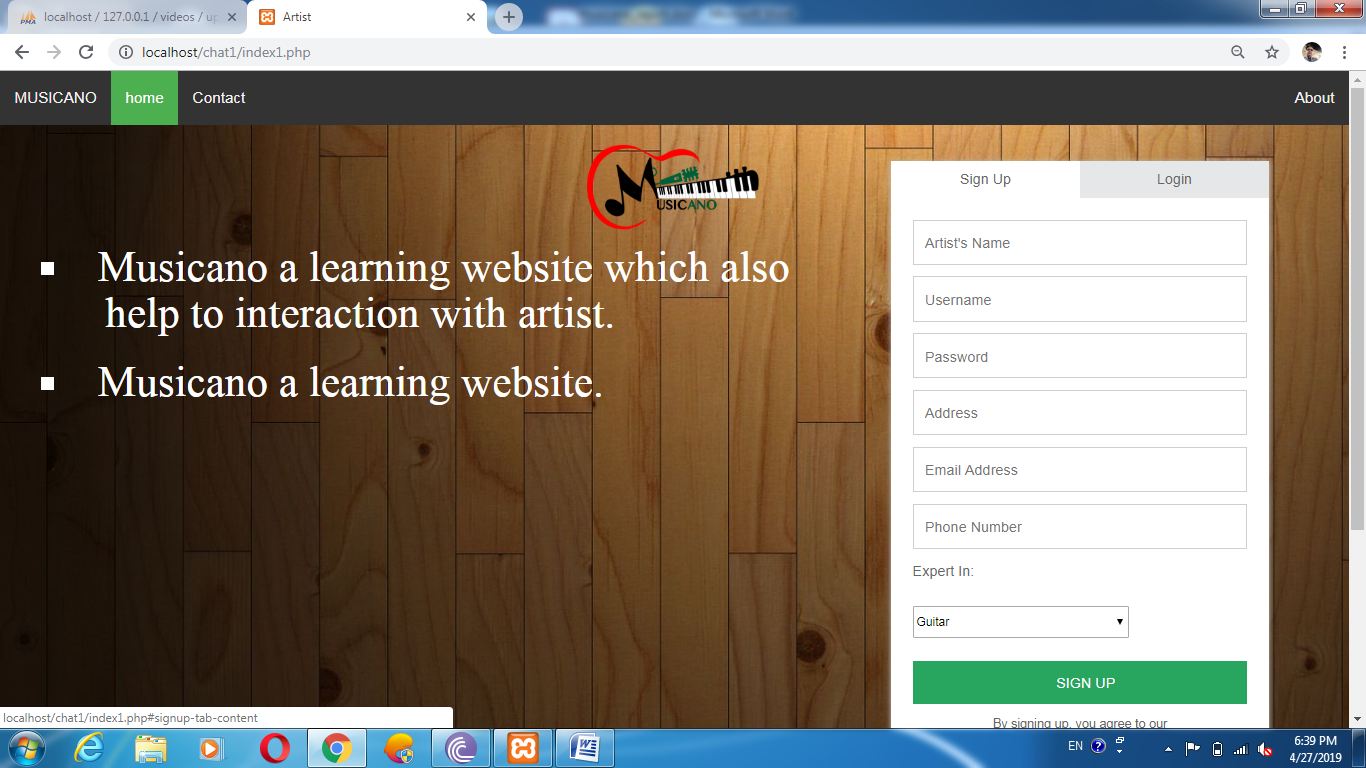 localhost / 127.0.0.1 / videos / up
Artist
localhost/chat1/index1.php
MUSICANO home Contact About
MUSICANO
Sign Up Login
Artist's Name
Username
Password
Address
Email Address
Phone Number
Expert In:
Guitar
SIGN UP
By signing up, you agree to our
Musicano a learning website which also
help to interaction with artist.
Musicano a learning website.
localhost/chat1/index1.php#signup-tab-content
EN
6:39 PM
4/27/2019